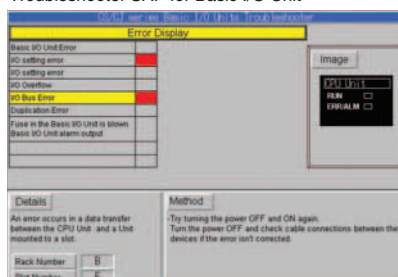 CS/CJ series Basic I/O Units Troubleshooter
Error Display
Basic I/O Unit Error
I/O setting error
I/O setting error
I/O Overflow
I/O Bus Error
Duplication Error
Fuse in the Basic I/O Unit is blown.
Basic I/O Unit alarm output
Image
CPU Unit
RUN
ERR/ALM
Details
An error occurs in a data transfer
between the CPU Unit and a Unit
mounted to a slot.
Rack Number B
Method
-Try turning the power OFF and ON again.
Turn the power OFF and check cable connections between the
devices if the error isn't corrected.